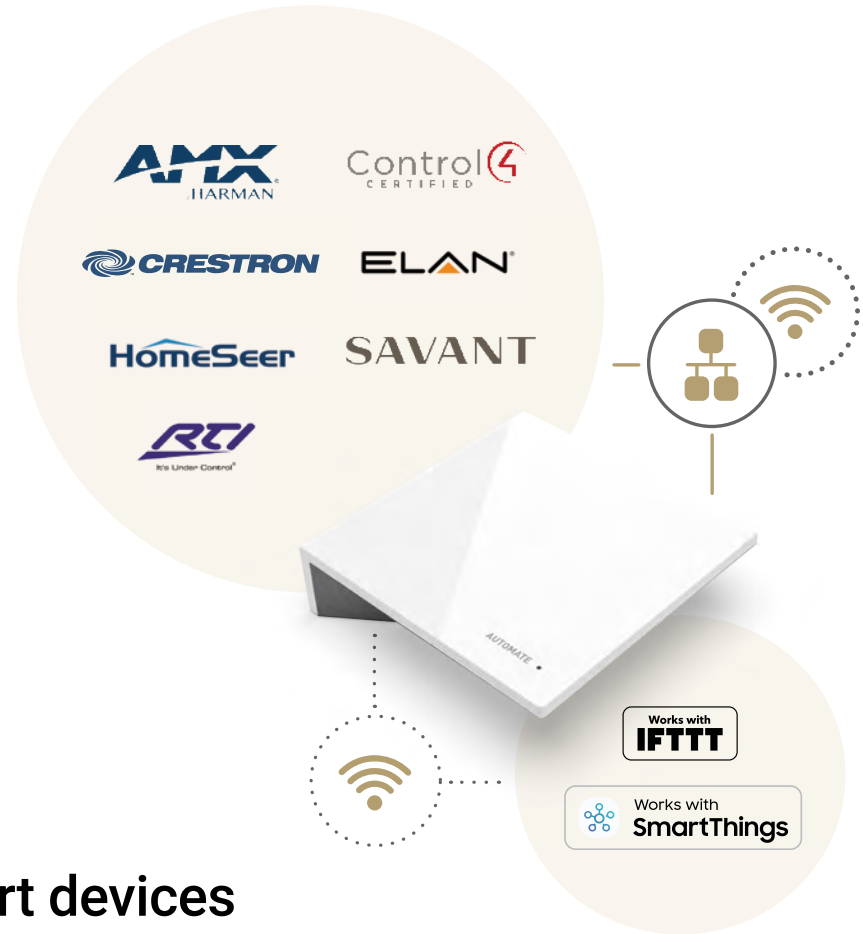 AMX
HARMAN
Control4
CERTIFIED
CRESTRON
ELAN
HomeSeer
SAVANT
RTI
It's Under Control®
AUTOMATE
Works with
IFTTT
Works with
SmartThings
rt devices